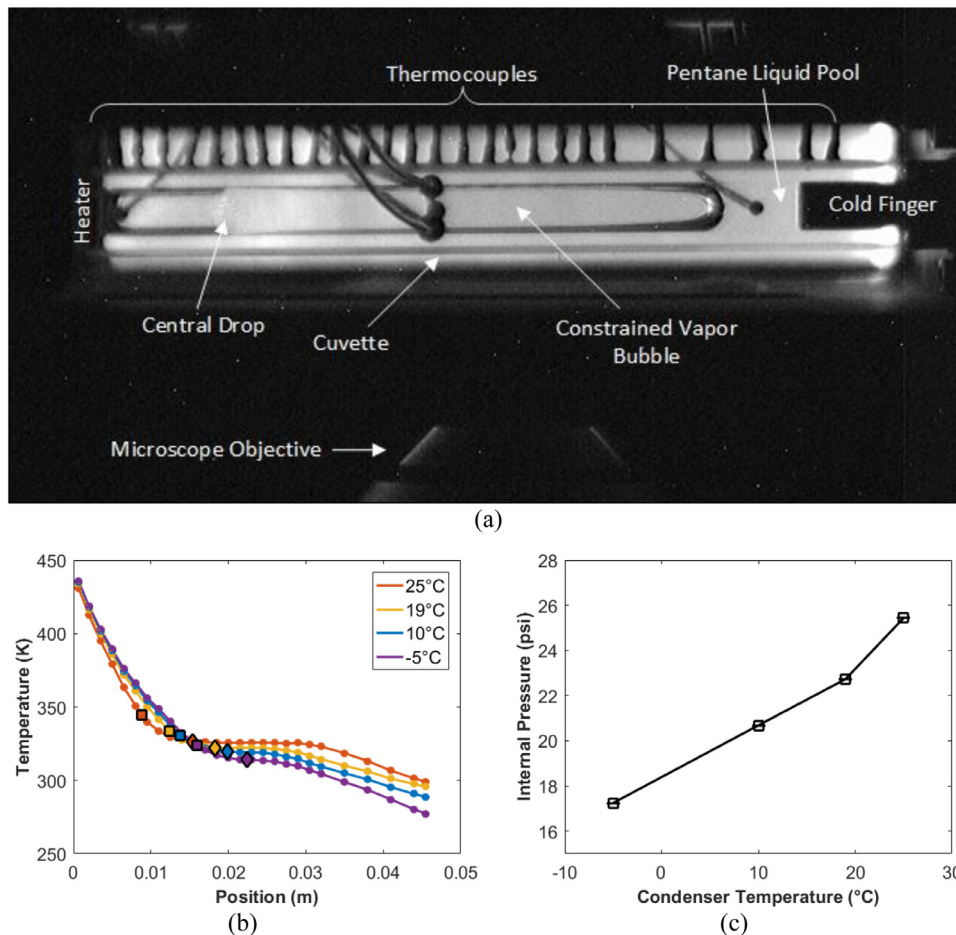 Thermocouples
Pentane Liquid Pool
Heater
Cold Finger
Central Drop
Cuvette
Constrained Vapor
Bubble
Microscope Objective
(a)
450
400
350
300
250
Temperature (K)
25°C
19°C
10°C
-5°C
0
0.01
0.02
0.03
0.04
0.05
Position (m)
(b)
28
26
24
22
20
18
16
14
Internal Pressure (psi)
-10
0
10
20
30
Condenser Temperature (°C)
(c)